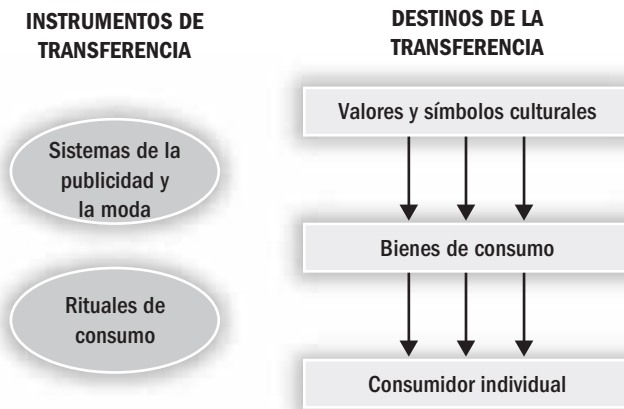 INSTRUMENTOS DE
TRANSFERENCIA
DESTINOS DE LA
TRANSFERENCIA
Sistemas de la
publicidad y
la moda
Rituales de
consumo
Valores y símbolos culturales
Bienes de consumo
Consumidor individual